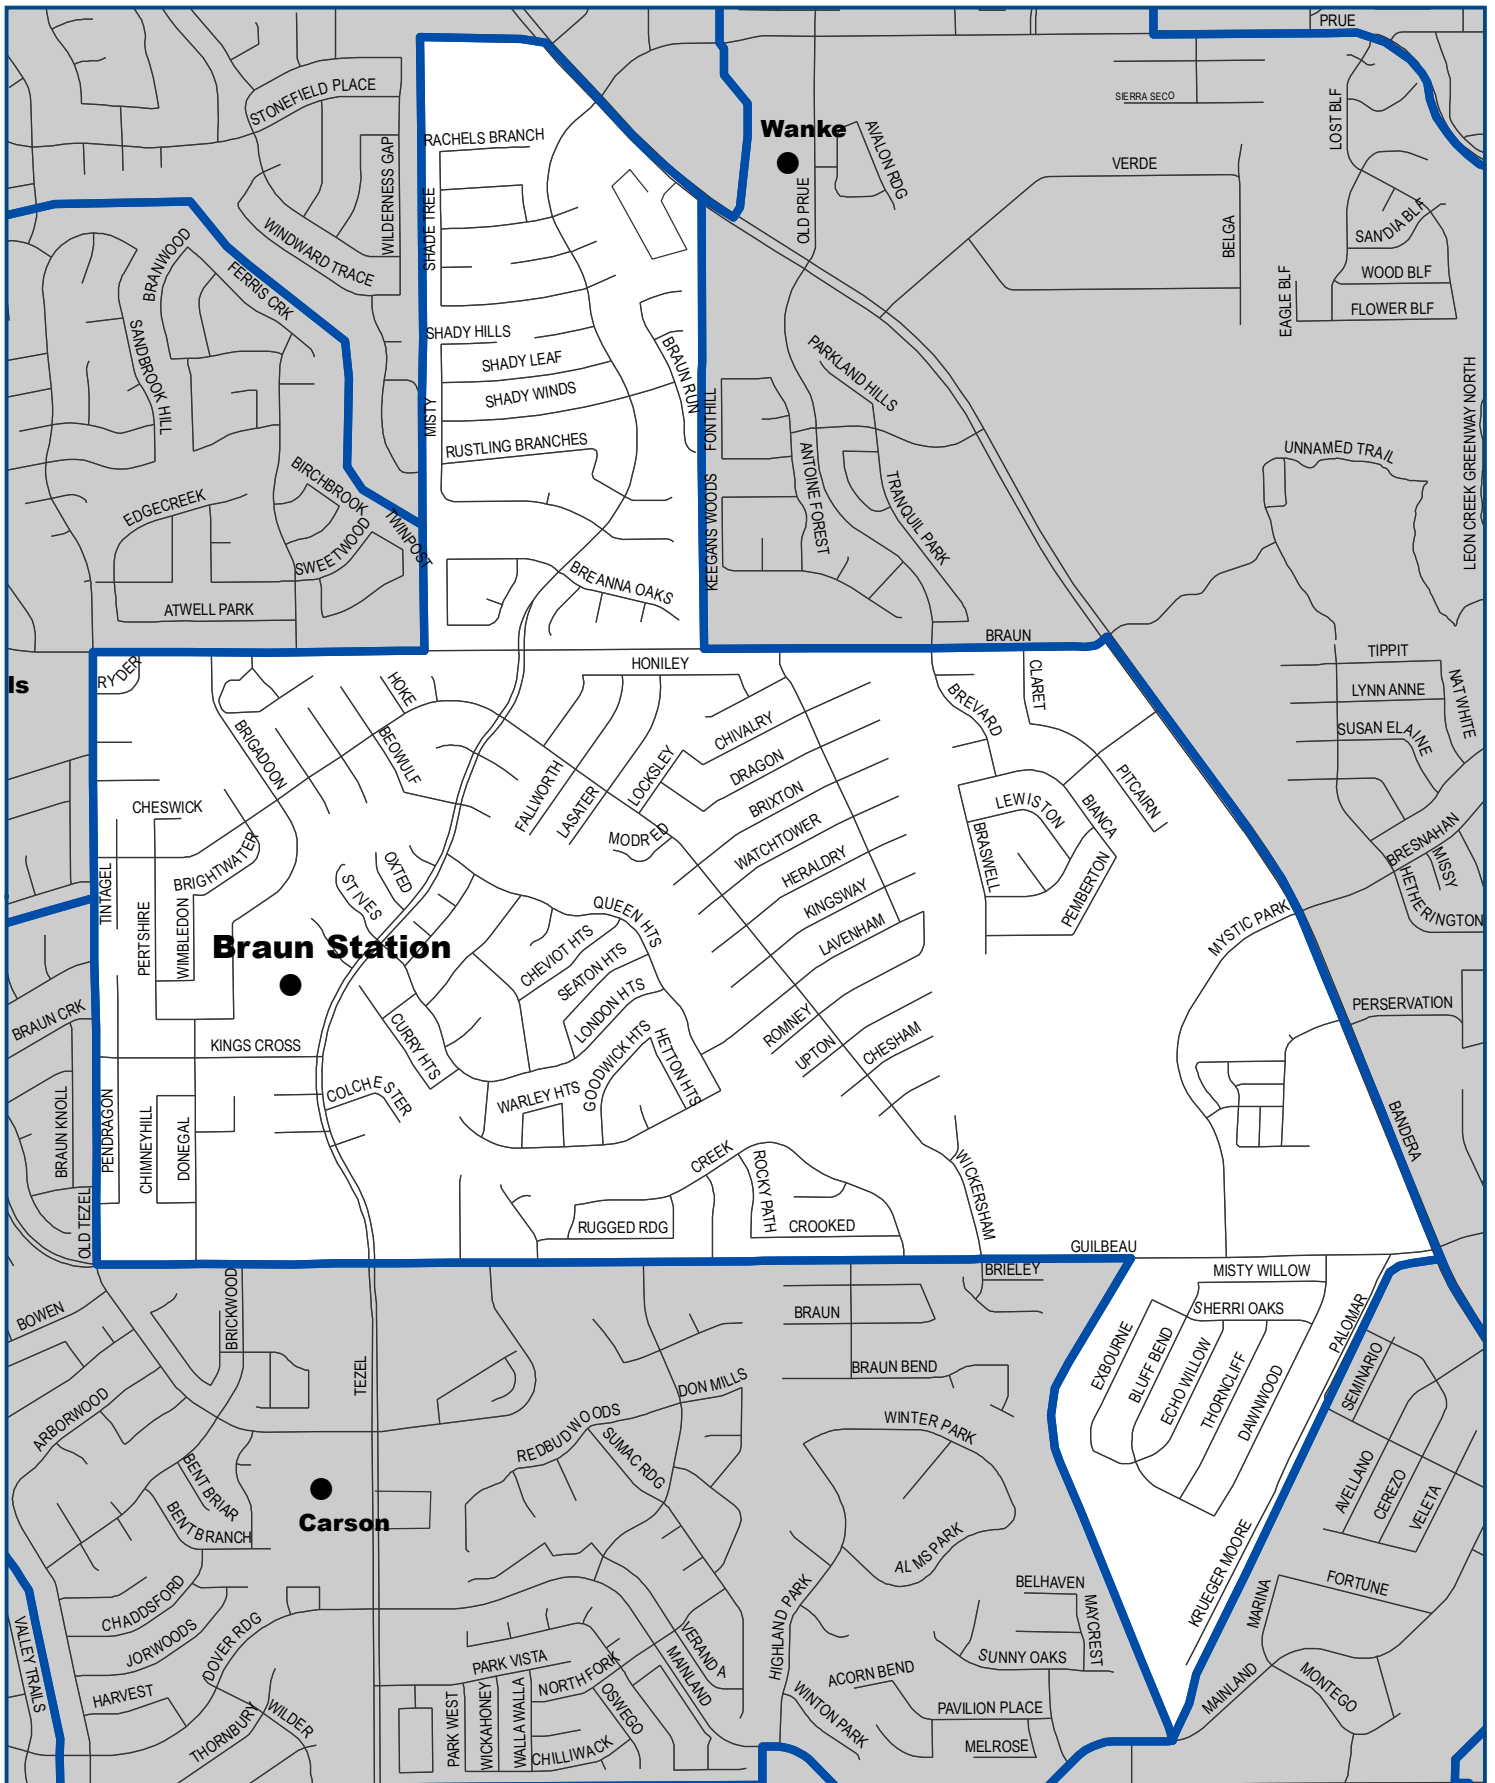 PRUE
STONEFIELD PLACE
SIERRA SECO
LOST BLF
Wanke
AVALON RDG
RACHELS BRANCH
WILDERNESS GAP
VERDE
OLD PRUE
SHADE TREE
SANDIA BLF
BELGA
WINDWARD TRACE
BRANWOOD
FERRIS CRK
WOOD BLF
EAGLE BLF
FLOWER BLF
SANDBROOK HILL
SHADY HILLS
SHADY LEAF
BRAUN RUN
PARKLAND HILLS
SHADY WINDS
MISTY
FONTHILL
LEON CREEK GREENWAY NORTH
RUSTLING BRANCHES
UNNAMED TRAIL
ANTOINE FOREST
BIRCHBROOK
EDGECREEK
TRANQUIL PARK
KEEGANS WOODS
TWINPOST
SWEETWOOD
BREANNA OAKS
ATWELL PARK
BRAUN
TIPPIT
RYDER
HONILEY
ls
HOKE
CLARET
LYNN ANNE
NAT WHITE
BREVARD
BRIGADOON
BEOWULF
CHIVALRY
SUSAN ELAINE
DRAGON
LOCKSLEY
FALLWORTH
LASATER
PITCAIRN
CHESWICK
BRIXTON
LEWISTON
BIANCA
MODRED
WATCHTOWER
BRESNAHAN
MISSY
BRIGHTWATER
OXTED
HERALDRY
BRASWELL
TINTAGEL
ST IVES
KINGSWAY
PEMBERTON
HETHERINGTON
QUEEN HTS
PERTSHIRE
WIMBLEDON
Braun Station
LAVENHAM
MYSTIC PARK
CHEVIOT HTS
SEATON HTS
PERSERVATION
BRAUN CRK
LONDON HTS
ROMNEY
KINGS CROSS
CURRY HTS
UPTON
CHESHAM
GOODWICK HTS
HETTON HTS
COLCHESTER
WARLEY HTS
BRAUN KNOLL
PENDRAGON
CHIMNEYHILL
DONEGAL
BANDERA
CREEK
ROCKY PATH
WICKERSHAM
OLD TEZEL
RUGGED RDG
CROOKED
GUILBEAU
BRIELEY
MISTY WILLOW
BOWEN
BRICKWOOD
BRAUN
SHERRI OAKS
PALOMAR
EXBOURNE
BLUFF BEND
ECHO WILLOW
THORNCLIFF
DAWNWOOD
SEMINARIO
TEZEL
BRAUN BEND
DON MILLS
ARBORWOOD
REDBUDWOODS
WINTER PARK
SUMAC RDG
BENT BRIAR
AVELLANO
CEREZO
VELETA
BENTBRANCH
Carson
ALMS PARK
KRUEGER MOORE
BELHAVEN
MAYCREST
FORTUNE
MARINA
CHADDSFORD
HIGHLAND PARK
VALLEY TRAILS
JORWOODS
DOVER RDG
VERANDA
MAINLAND
SUNNY OAKS
PARK VISTA
NORTH FORK
ACORN BEND
HARVEST
OSWEGO
WINTON PARK
MAINLAND
MONTEGO
PAVILION PLACE
THORNBURY
WILDER
PARK WEST
WICKAHONEY
WALLA WALLA
CHILLIWACK
MELROSE